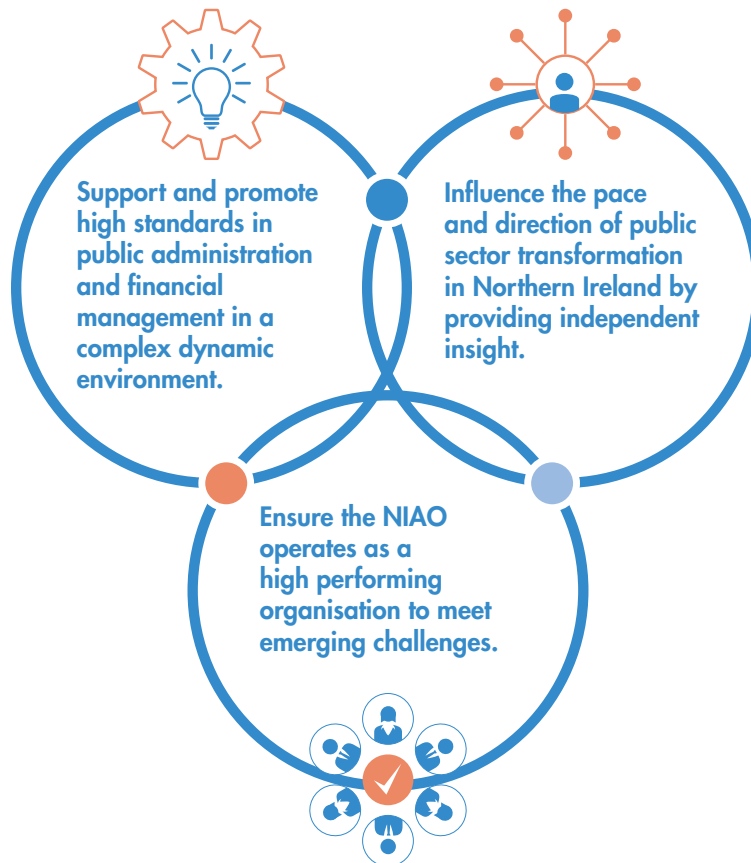 Support and promote
high standards in
public administration
and financial
management in a
complex dynamic
environment.
Influence the pace
and direction of public
sector transformation
in Northern Ireland by
providing independent
insight.
Ensure the NIAO
operates as a
high performing
organisation to meet
emerging challenges.